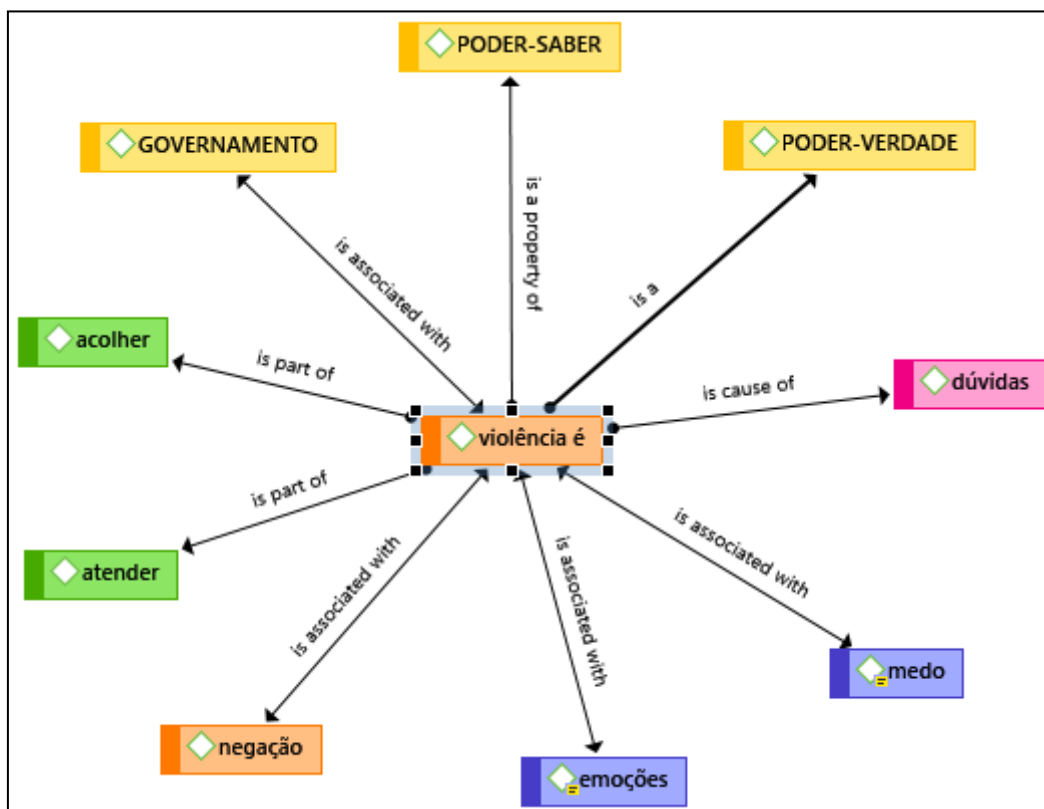 PODER-SABER
GOVERNAMENTO
PODER-VERDADE
is associated with
is a property of
is a
acolher
is part of
is cause of
dúvidas
violência é
atender
is part of
is associated with
is associated with
is associated with
medo
negação
emoções